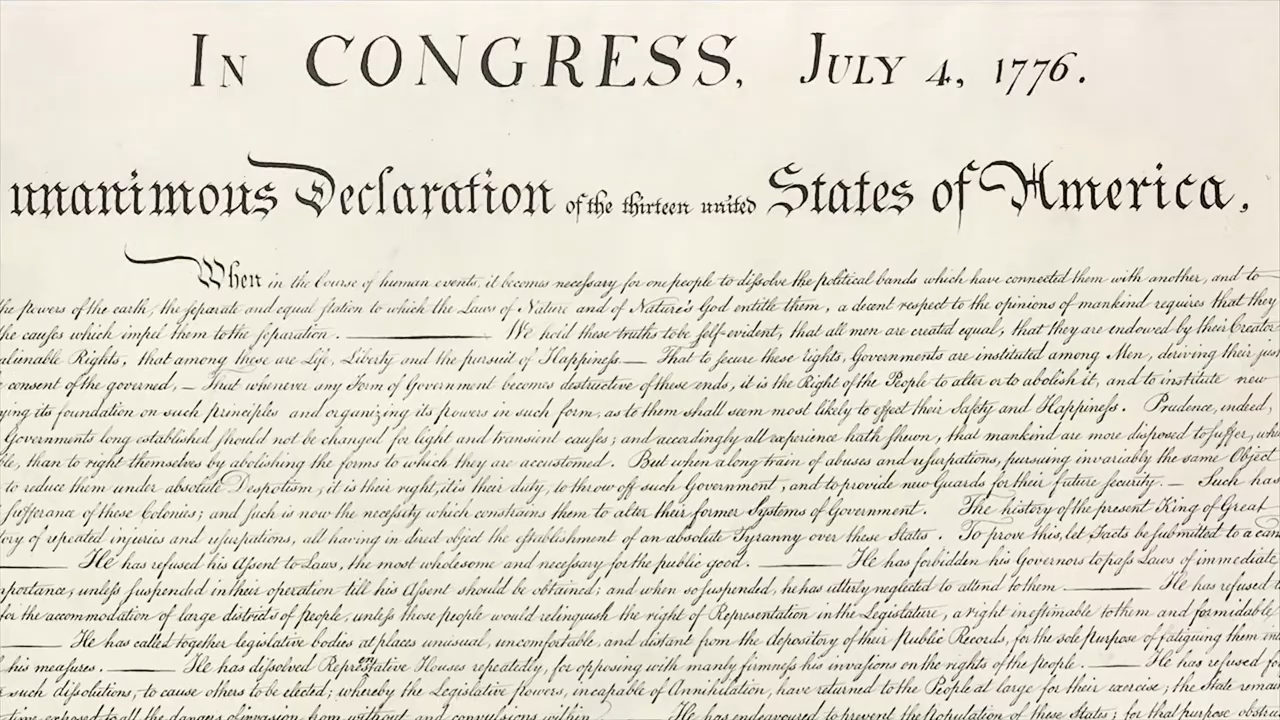 In CONGRESS, July 4, 1776.
unanimous Declaration of the thirteen united States of America,
When in the Course of human events, it becomes necessary for one people to dissolve the political bands which have connected them with another, and to
the powers of the earth, the separate and equal station to which the Laws of Nature and of Nature's God entitle them, a decent respect to the opinions of mankind requires that they
the causes which impel them to the separation. ——— We hold these truths to be self-evident, that all men are created equal, that they are endowed by their Creator
alienable Rights, that among these are Life, Liberty and the pursuit of Happiness — That to secure these rights, Governments are instituted among Men, deriving their just
consent of the governed, — That whenever any Form of Government becomes destructive of these ends, it is the Right of the People to alter or to abolish it, and to institute new
ying its foundation on such principles and organizing its powers in such form, as to them shall seem most likely to effect their Safety and Happiness. Prudence, indeed,
Governments long established should not be changed for light and transient causes; and accordingly all experience hath shewn, that mankind are more disposed to suffer, whi
ble, than to right themselves by abolishing the forms to which they are accustomed. But when a long train of abuses and usurpations, pursuing invariably the same Object
to reduce them under absolute Despotism, it is their right, it is their duty, to throw off such Government, and to provide new Guards for their future security. — Such has
sufferance of these Colonies; and such is now the necessity which constrains them to alter their former Systems of Government. The history of the present King of Great
ory of repeated injuries and usurpations, all having in direct object the establishment of an absolute Tyranny over these States. To prove this, let Facts be submitted to a can
——— He has refused his Assent to Laws, the most wholesome and necessary for the public good. ——— He has forbidden his Governors to pass Laws of immediate
mportance, unless suspended in their operation till his Assent should be obtained; and when so suspended, he has utterly neglected to attend to them. ——— He has refused t
for the accommodation of large districts of people, unless those people would relinquish the right of Representation in the Legislature, a right inestimable to them and formidable
——— He has called together legislative bodies at places unusual, uncomfortable, and distant from the depository of their Public Records, for the sole purpose of fatiguing them int
his measures. ——— He has dissolved Representative Houses repeatedly, for opposing with manly firmness his invasions on the rights of the people. ——— He has refused fo
such dissolutions, to cause others to be elected; whereby the Legislative powers, incapable of Annihilation, have returned to the People at large for their exercise; the State remai
time exposed to all the dangers of invasion from without, and convulsions within. ——— He has endeavoured to prevent the Population of these States; for that purpose obstruc